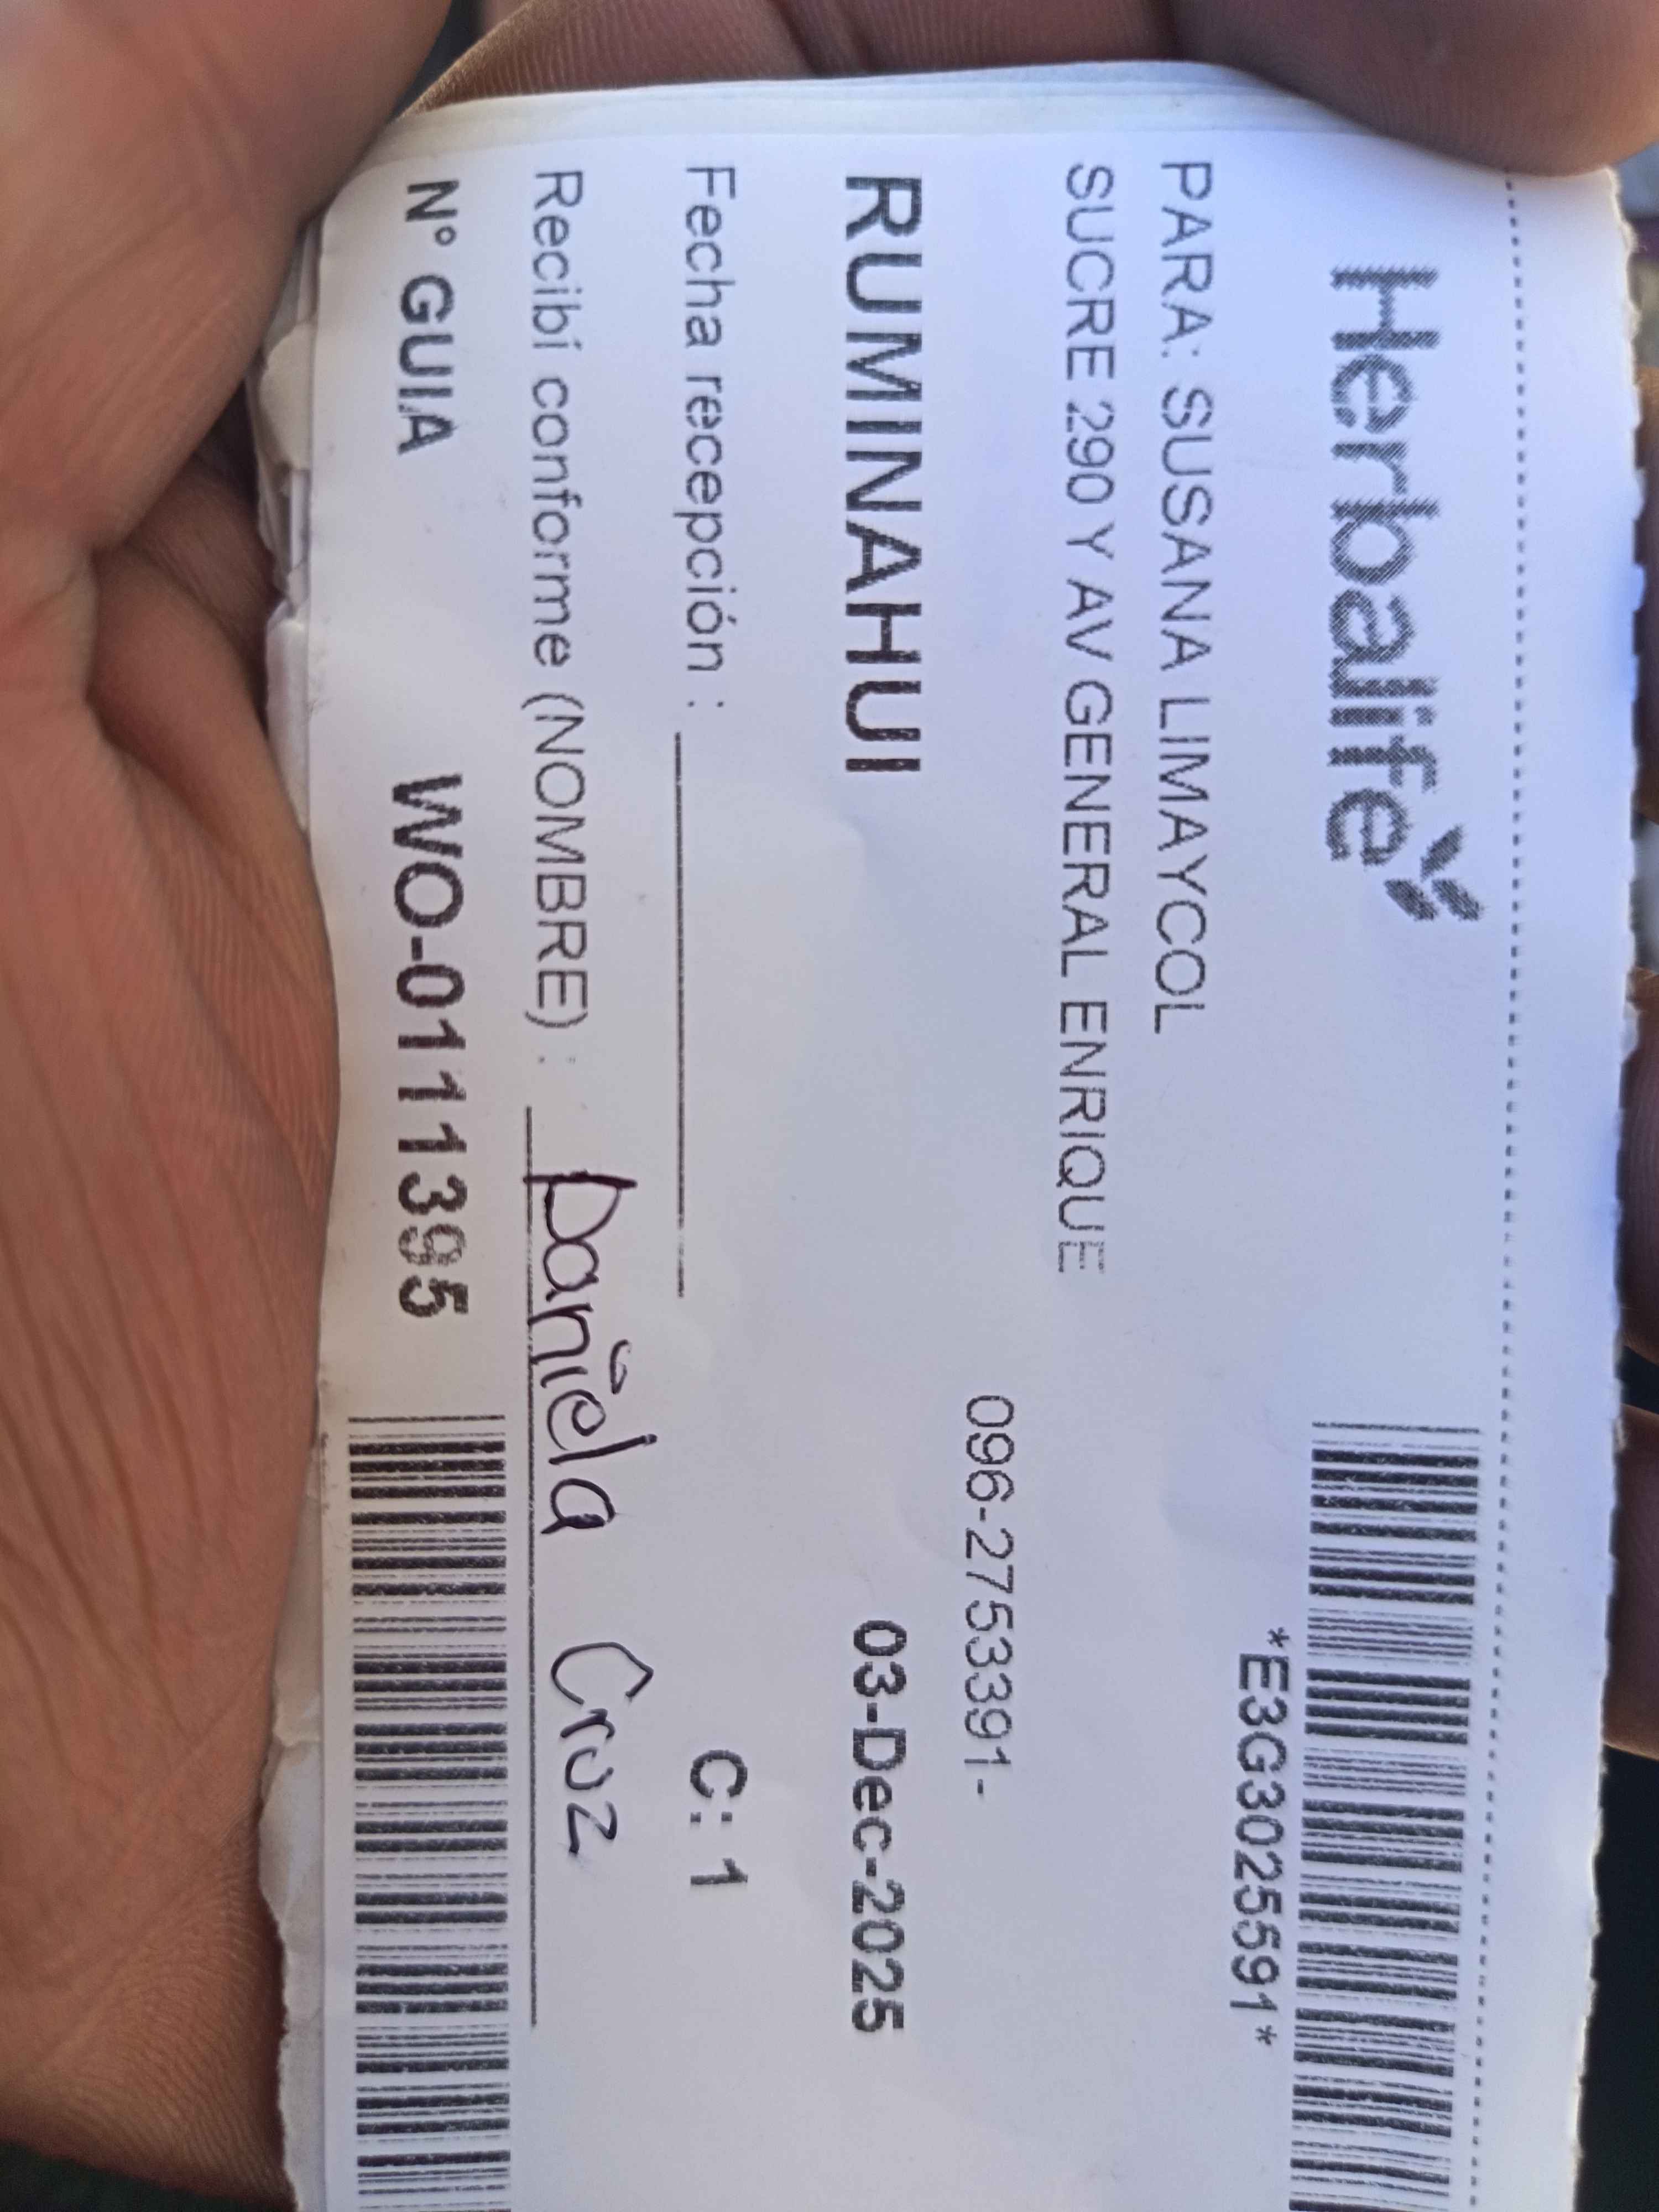 Herbalife
*E3G3025591*
PARA: SUSANA LIMAYCOL
SUCRE 290 Y AV GENERAL ENRIQUE
096-2753391-
RUMINAHUI 03-Dec-2025
Fecha recepción : C: 1
Recibí conforme (NOMBRE) : Daniela Cruz
N° GUIA WO-0111395